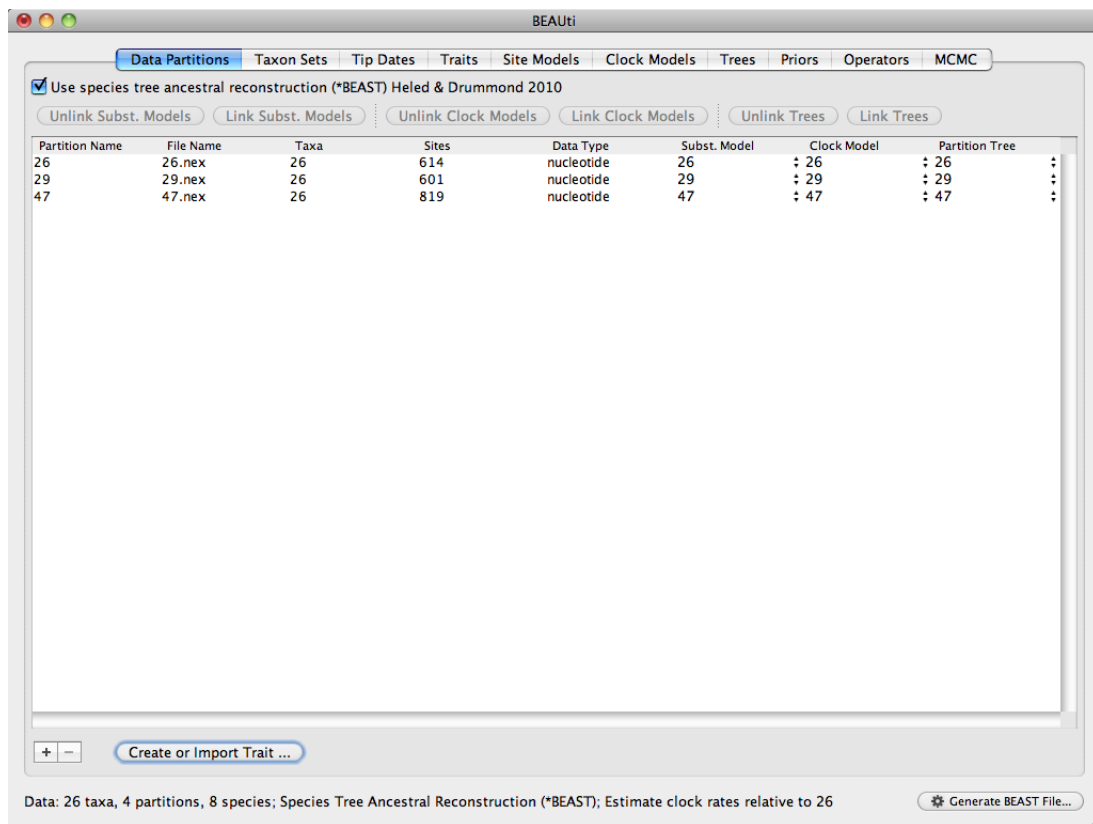 BEAUti
Data Partitions Taxon Sets Tip Dates Traits Site Models Clock Models Trees Priors Operators MCMC
Use species tree ancestral reconstruction (*BEAST) Heled & Drummond 2010
Unlink Subst. Models Link Subst. Models Unlink Clock Models Link Clock Models Unlink Trees Link Trees
Partition Name File Name Taxa Sites Data Type Subst. Model Clock Model Partition Tree
26 26.nex 26 614 nucleotide 26 26 26
29 29.nex 26 601 nucleotide 29 29 29
47 47.nex 26 819 nucleotide 47 47 47
+ − Create or Import Trait ...
Data: 26 taxa, 4 partitions, 8 species; Species Tree Ancestral Reconstruction (*BEAST); Estimate clock rates relative to 26 Generate BEAST File...